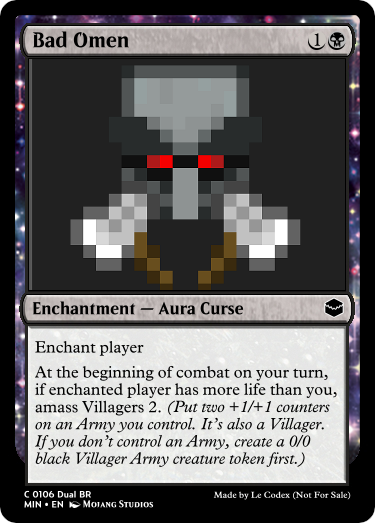 Bad Omen 1
Enchantment — Aura Curse
Enchant player
At the beginning of combat on your turn,
if enchanted player has more life than you,
amass Villagers 2. (Put two +1/+1 counters
on an Army you control. It's also a Villager.
If you don't control an Army, create a 0/0
black Villager Army creature token first.)
C 0106 Dual BR
MIN • EN Mojang Studios
Made by Le Codex (Not For Sale)